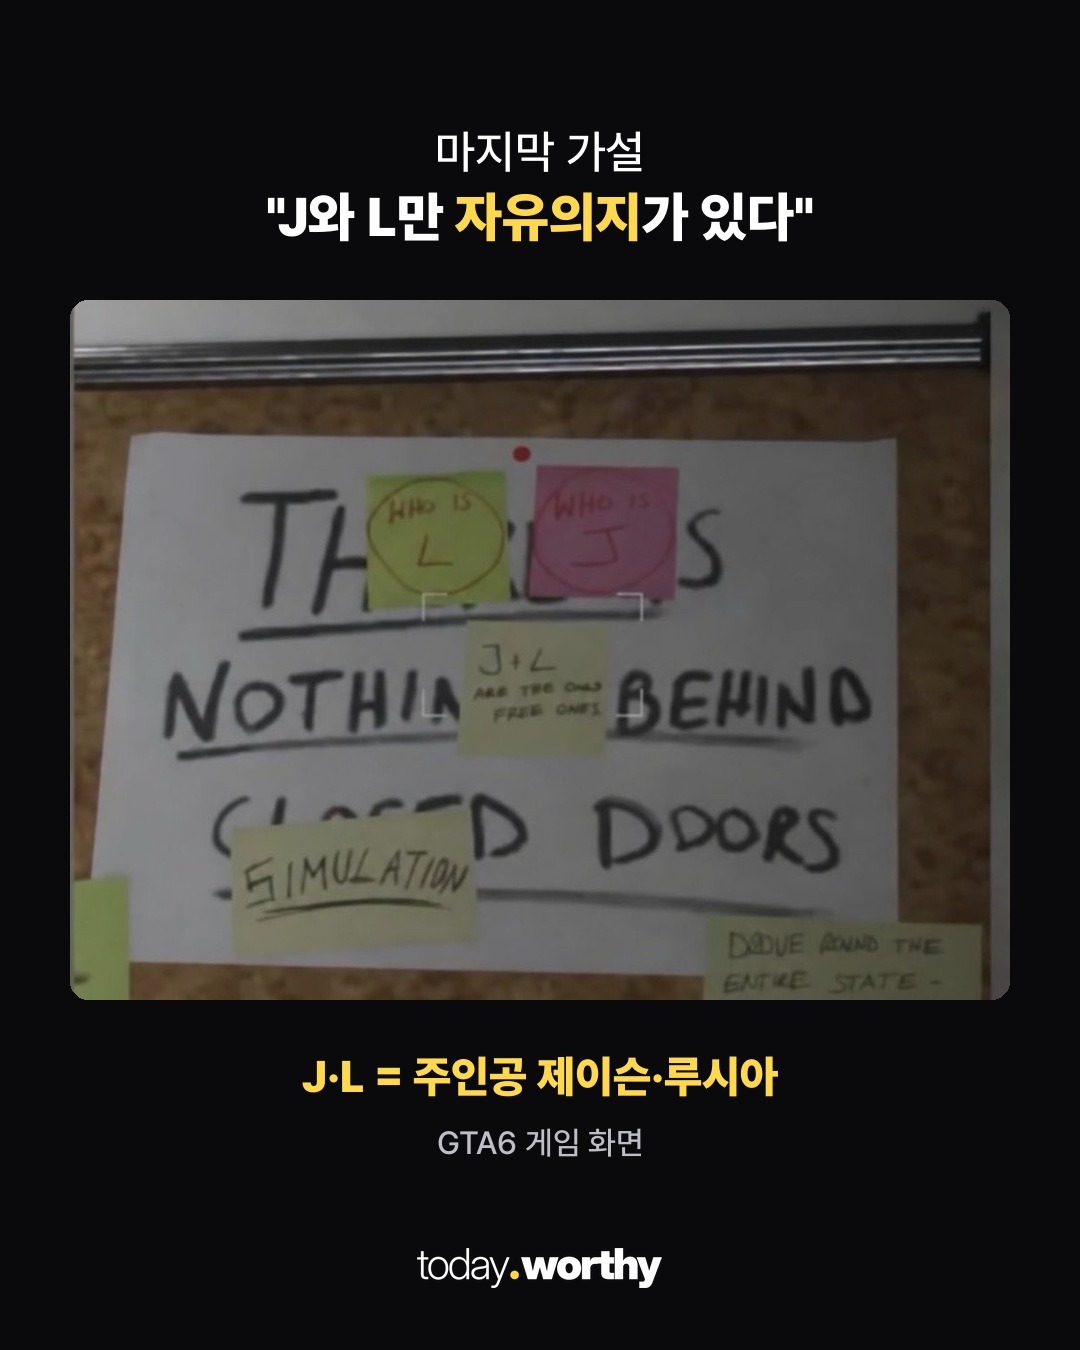 마지막 가설
"J와 L만 자유의지가 있다"
WHO IS
L
WHO IS
J
TH S
J+L
ARE THE ONLY
FREE ONES
NOTHIN BEHIND
SIMULATION
D DOORS
DROVE ROUND THE
ENTIRE STATE -
J·L = 주인공 제이슨·루시아
GTA6 게임 화면
today.worthy